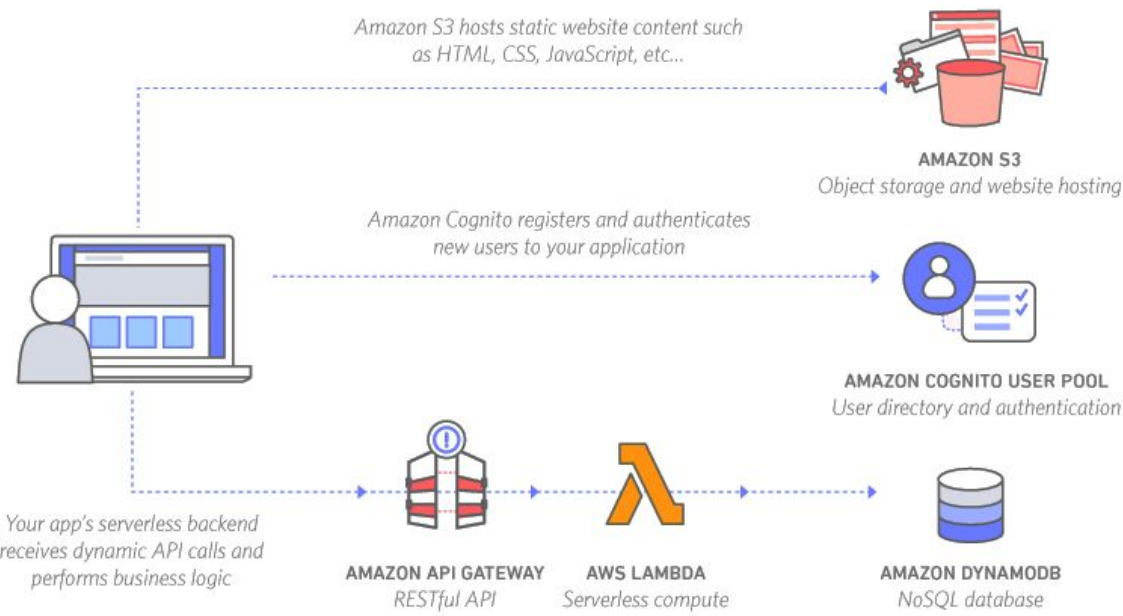 Amazon S3 hosts static website content such
as HTML, CSS, JavaScript, etc...
AMAZON S3
Object storage and website hosting
Amazon Cognito registers and authenticates
new users to your application
AMAZON COGNITO USER POOL
User directory and authentication
Your app's serverless backend
receives dynamic API calls and
performs business logic
AMAZON API GATEWAY
RESTful API
AWS LAMBDA
Serverless compute
AMAZON DYNAMODB
NoSQL database